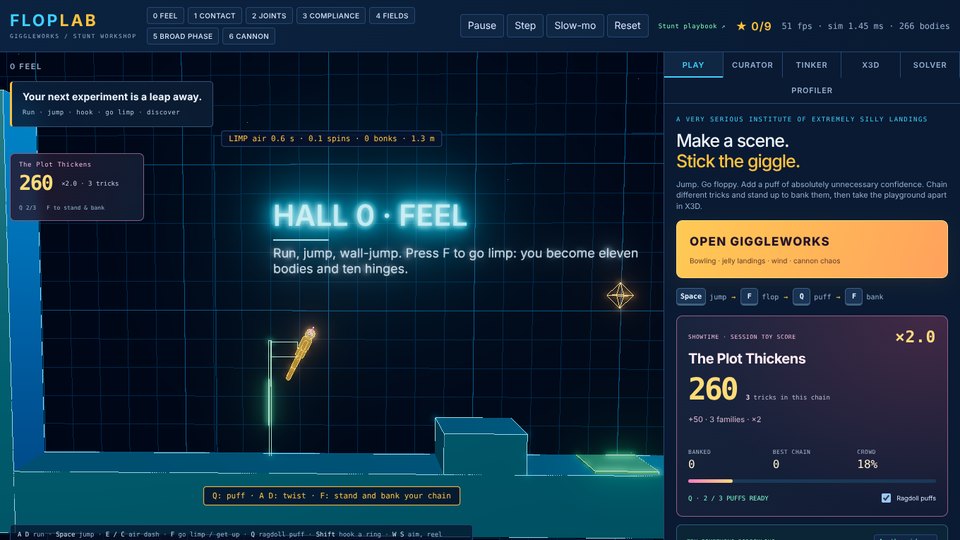 FLOPLAB
GIGGLEWORKS / STUNT WORKSHOP
0 FEEL
1 CONTACT
2 JOINTS
3 COMPLIANCE
4 FIELDS
5 BROAD PHASE
6 CANNON
Pause
Step
Slow-mo
Reset
Stunt playbook ↗
★ 0/9
51 fps · sim 1.45 ms · 266 bodies
0 FEEL
Your next experiment is a leap away.
Run · jump · hook · go limp · discover
LIMP air 0.6 s · 0.1 spins · 0 bonks · 1.3 m
The Plot Thickens
260 ×2.0 · 3 tricks
Q 2/3 F to stand & bank
HALL 0 · FEEL
Run, jump, wall-jump. Press F to go limp: you become eleven
bodies and ten hinges.
Q: puff · A D: twist · F: stand and bank your chain
A D run · Space jump · E / C air dash · F go limp / get up · Q ragdoll puff · Shift hook a ring · W S aim, reel
PLAY
CURATOR
TINKER
X3D
SOLVER
PROFILER
A VERY SERIOUS INSTITUTE OF EXTREMELY SILLY LANDINGS
Make a scene.
Stick the giggle.
Jump. Go floppy. Add a puff of absolutely unnecessary confidence. Chain
different tricks and stand up to bank them, then take the playground apart
in X3D.
OPEN GIGGLEWORKS
Bowling · jelly landings · wind · cannon chaos
Space jump → F flop → Q puff → F bank
SHOWTIME · SESSION TOY SCORE
×2.0
The Plot Thickens
260 3 tricks in this chain
+50 · 3 families · ×2
BANKED
0
BEST CHAIN
0
CROWD
18%
Q · 2 / 3 PUFFS READY
Ragdoll puffs